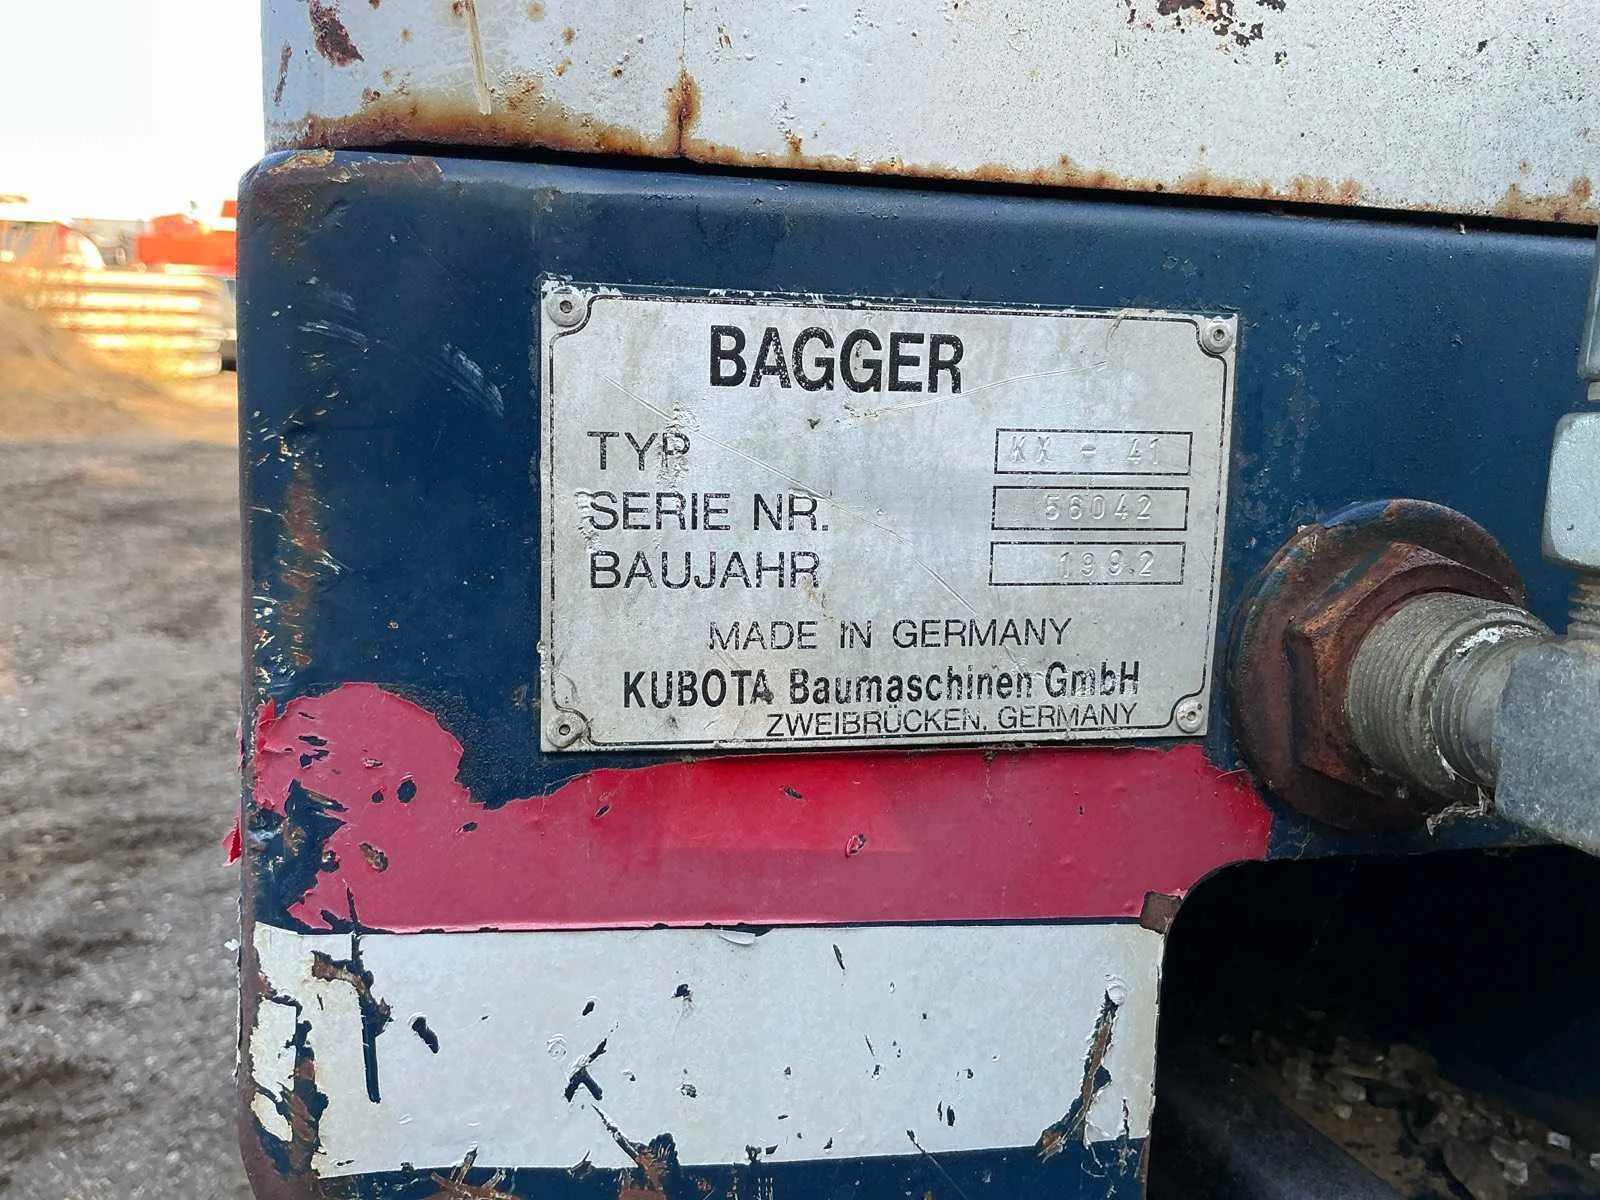 BAGGER
TYP KX - 41
SERIE NR. 56042
BAUJAHR 1992
MADE IN GERMANY
KUBOTA Baumaschinen GmbH
ZWEIBRÜCKEN, GERMANY